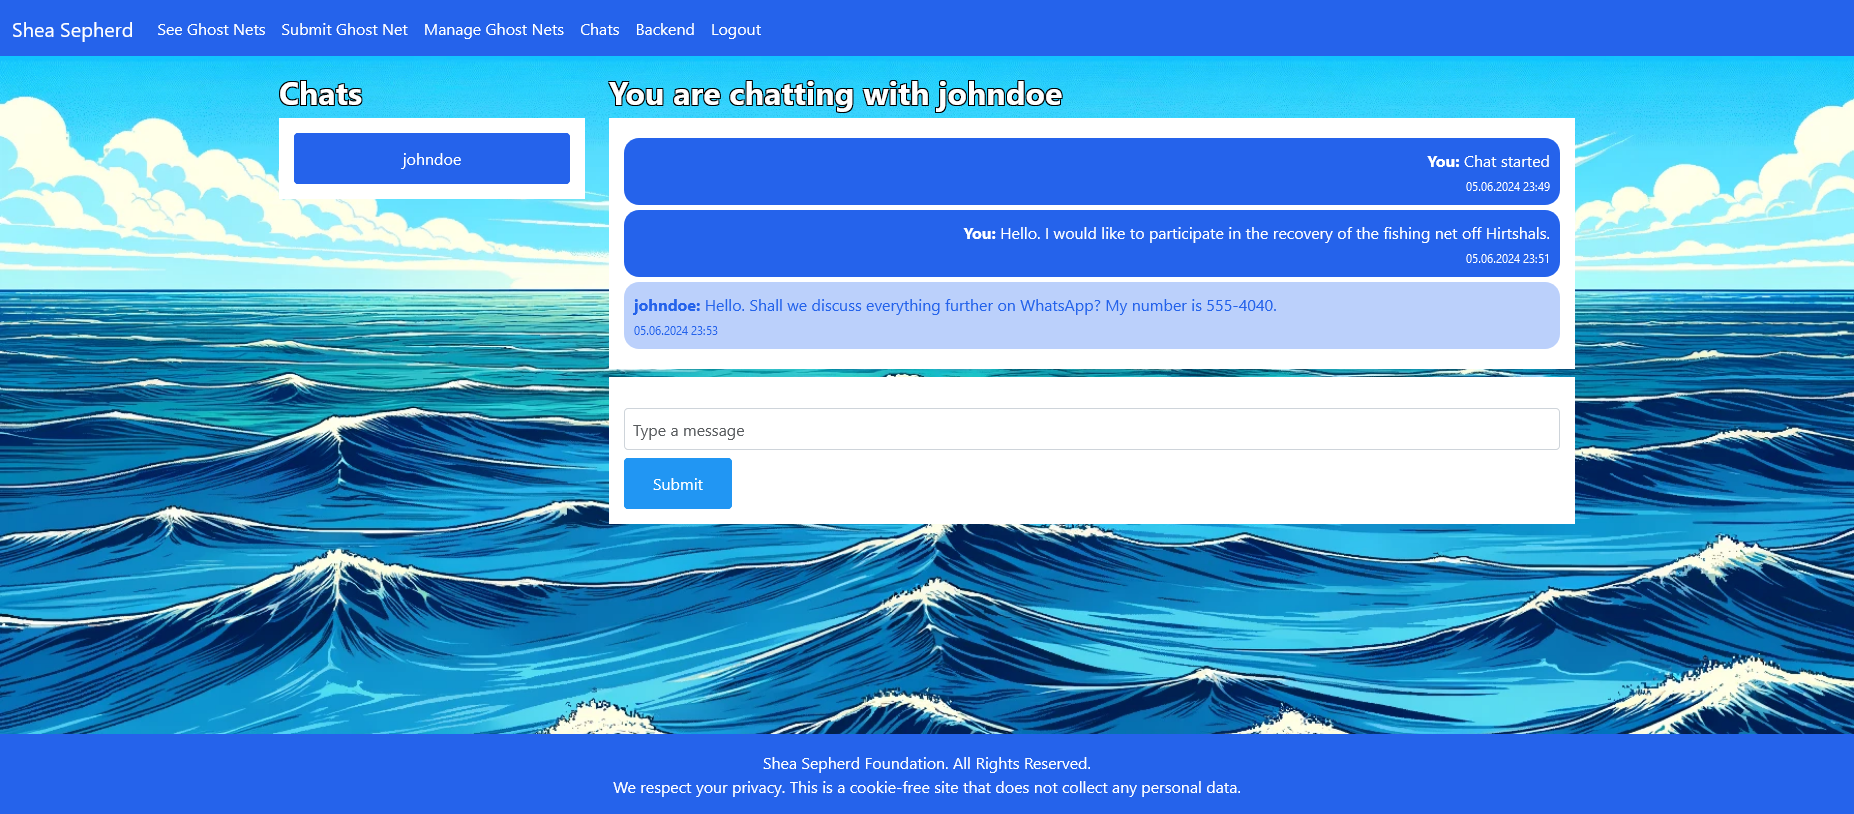 Shea Sepherd
See Ghost Nets
Submit Ghost Net
Manage Ghost Nets
Chats
Backend
Logout
Chats
johndoe
You are chatting with johndoe
You: Chat started
05.06.2024 23:49
You: Hello. I would like to participate in the recovery of the fishing net off Hirtshals.
05.06.2024 23:51
johndoe: Hello. Shall we discuss everything further on WhatsApp? My number is 555-4040.
05.06.2024 23:53
Type a message
Submit
Shea Sepherd Foundation. All Rights Reserved.
We respect your privacy. This is a cookie-free site that does not collect any personal data.